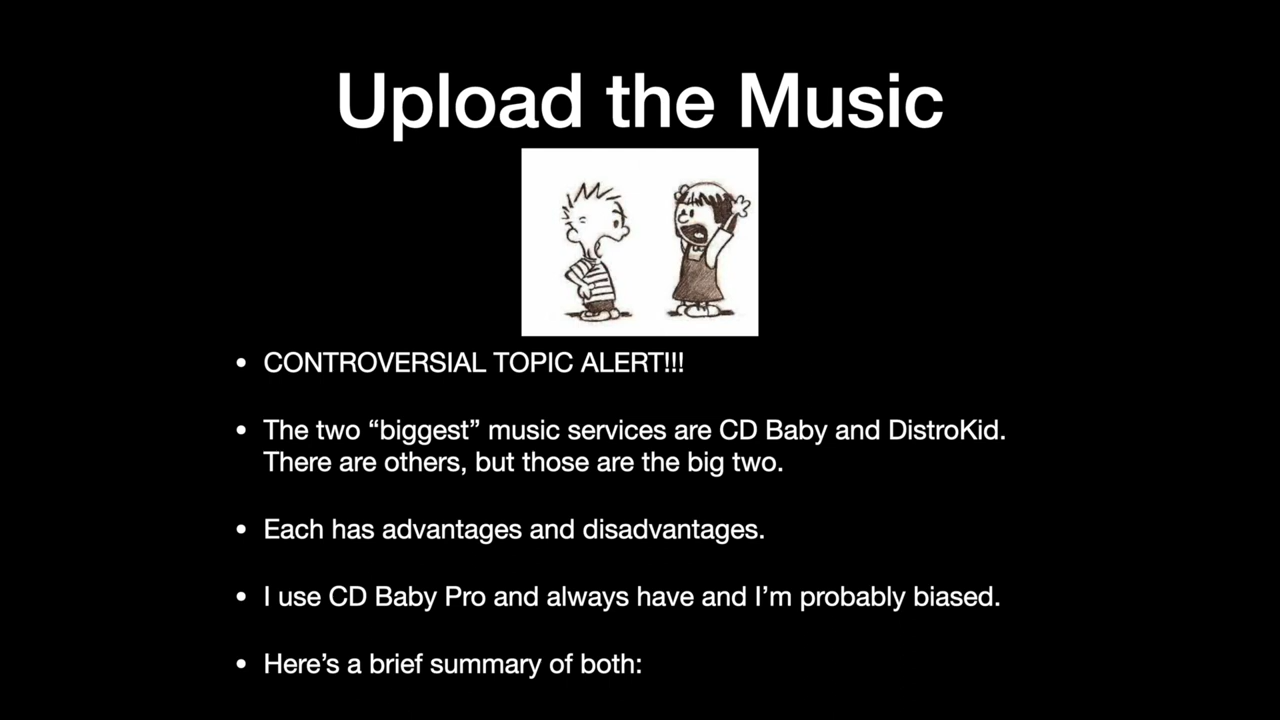 Upload the Music
• CONTROVERSIAL TOPIC ALERT!!!
• The two “biggest” music services are CD Baby and DistroKid.
There are others, but those are the big two.
• Each has advantages and disadvantages.
• I use CD Baby Pro and always have and I’m probably biased.
• Here’s a brief summary of both: